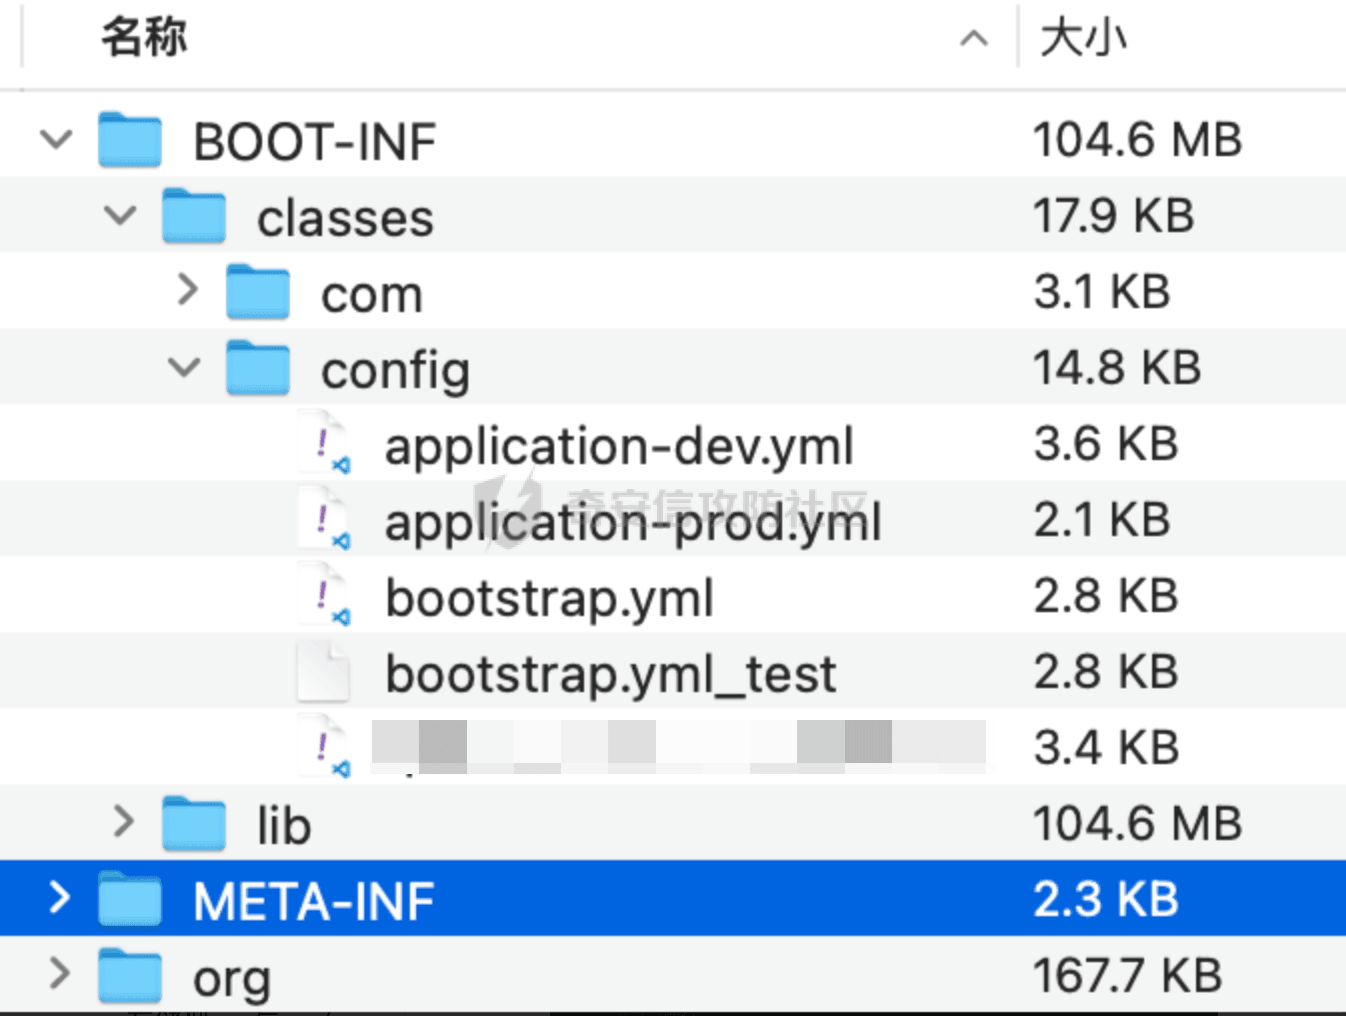 名称 大小
BOOT-INF 104.6 MB
classes 17.9 KB
com 3.1 KB
config 14.8 KB
application-dev.yml 3.6 KB
奇安信攻防社区
application-prod.yml 2.1 KB
bootstrap.yml 2.8 KB
bootstrap.yml_test 2.8 KB
3.4 KB
lib 104.6 MB
META-INF 2.3 KB
org 167.7 KB